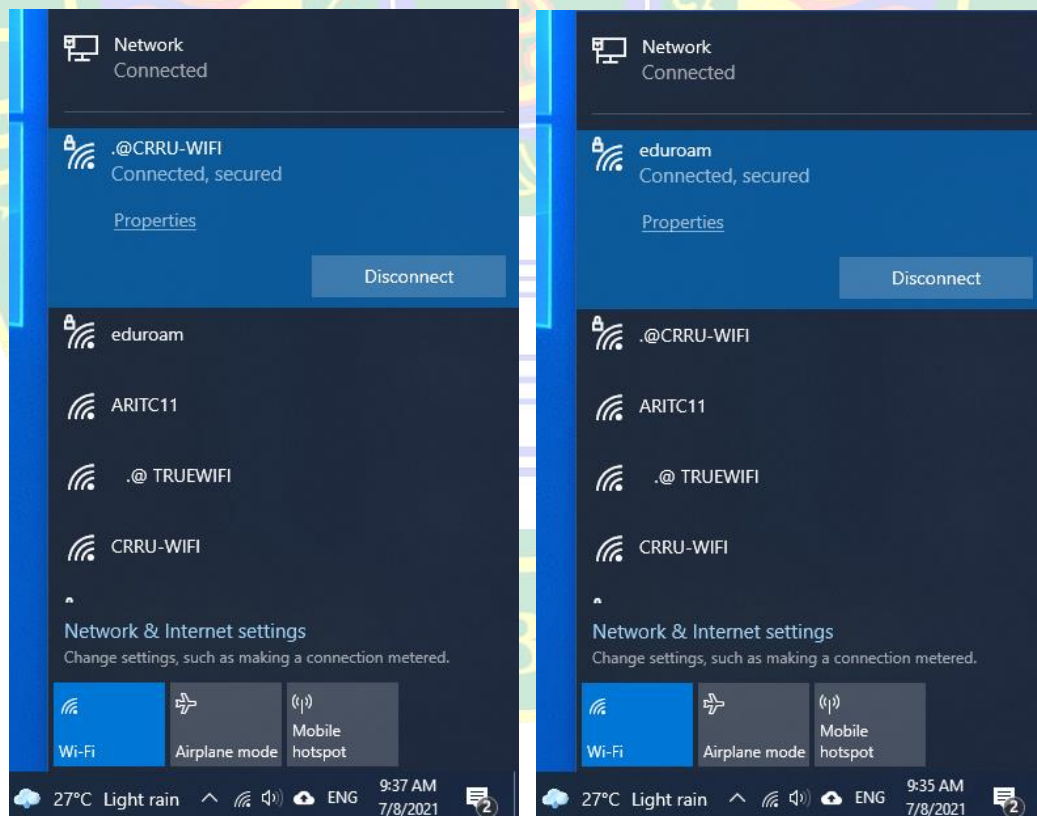 Network
Connected
.@CRRU-WIFI
Connected, secured
Properties
Disconnect
eduroam
ARITC11
.@ TRUEWIFI
CRRU-WIFI
Network & Internet settings
Change settings, such as making a connection metered.
Wi-Fi
Airplane mode
Mobile
hotspot
27°C Light rain
ENG
9:37 AM
7/8/2021
2
Network
Connected
eduroam
Connected, secured
Properties
Disconnect
.@CRRU-WIFI
ARITC11
.@ TRUEWIFI
CRRU-WIFI
Network & Internet settings
Change settings, such as making a connection metered.
Wi-Fi
Airplane mode
Mobile
hotspot
27°C Light rain
ENG
9:35 AM
7/8/2021
2